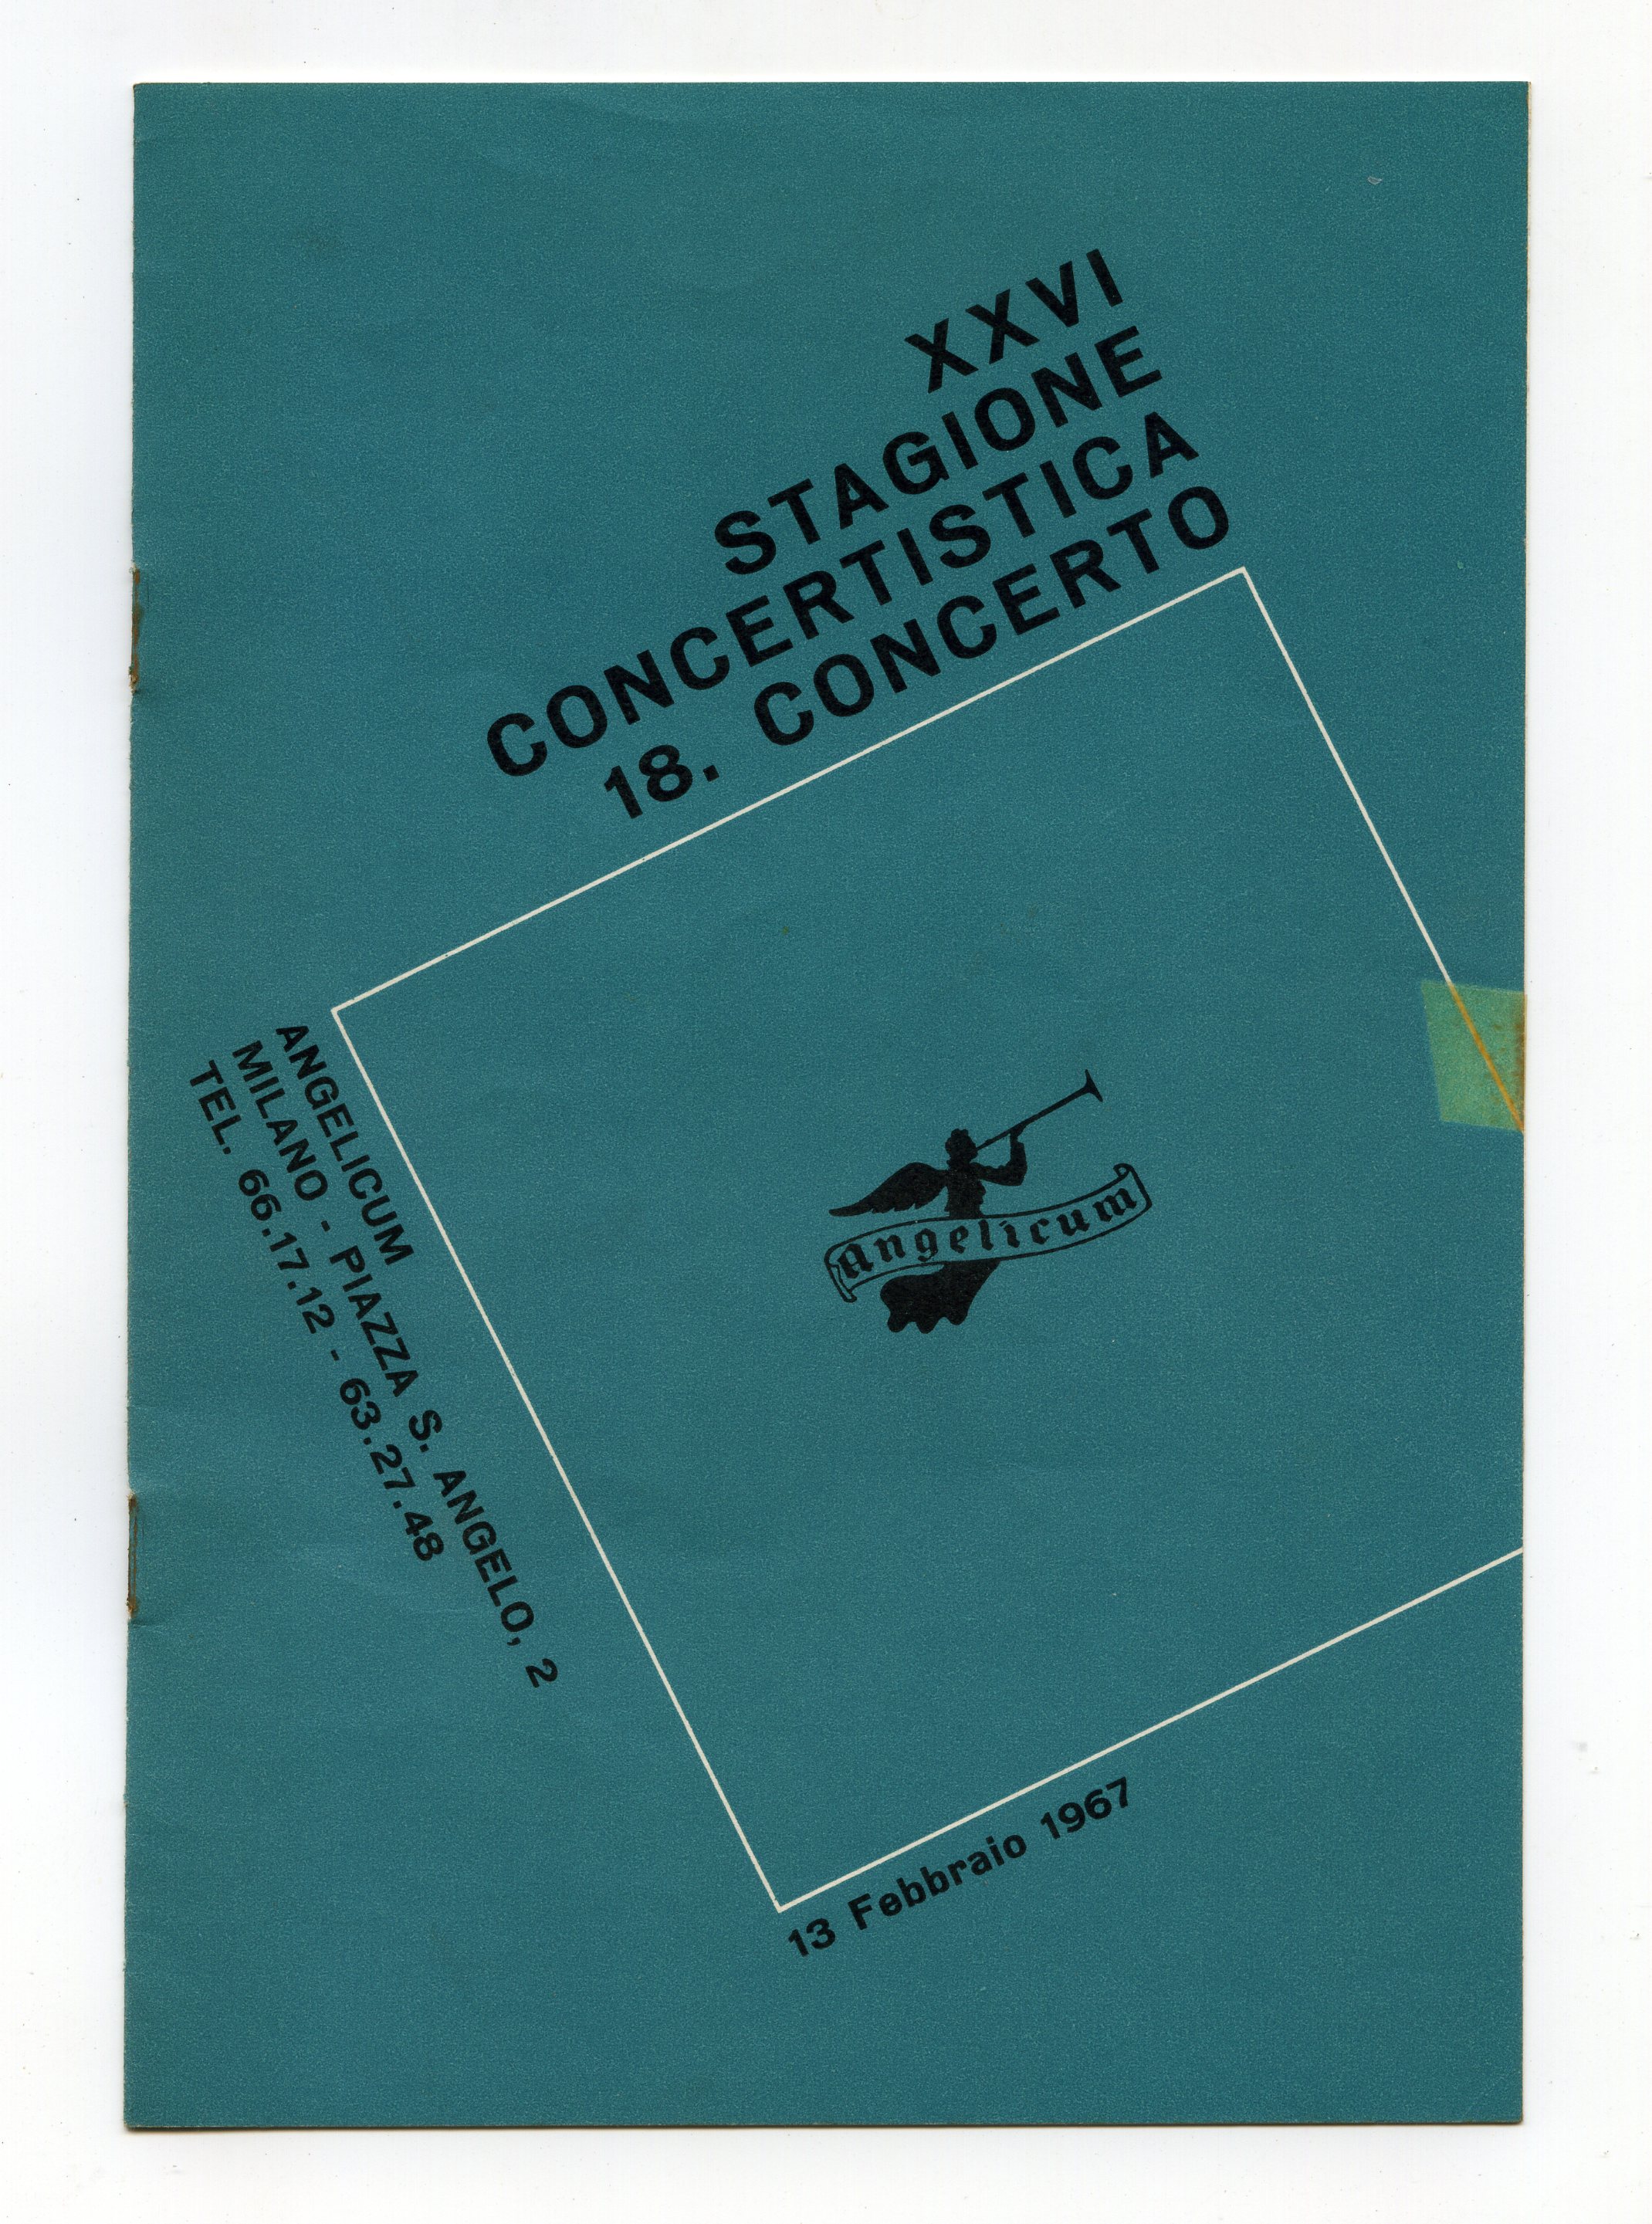 XXVI
STAGIONE
CONCERTISTICA
18. CONCERTO
ANGELICUM
MILANO - PIAZZA S. ANGELO, 2
TEL. 66.17.12 - 63.27.48
Angelicum
13 Febbraio 1967